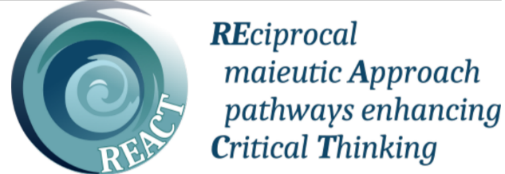 REACT
REciprocal
maieutic Approach
pathways enhancing
Critical Thinking